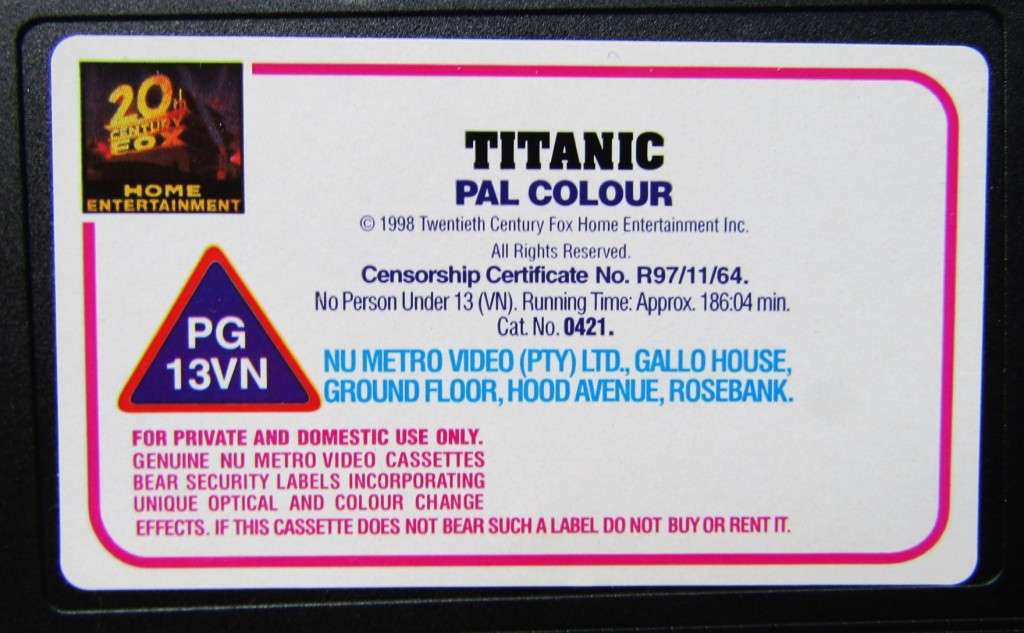 20th
CENTURY
FOX
HOME
ENTERTAINMENT
TITANIC
PAL COLOUR
© 1998 Twentieth Century Fox Home Entertainment Inc.
All Rights Reserved.
Censorship Certificate No. R97/11/64.
No Person Under 13 (VN). Running Time: Approx. 186:04 min.
Cat. No. 0421.
PG
13VN
NU METRO VIDEO (PTY) LTD., GALLO HOUSE,
GROUND FLOOR, HOOD AVENUE, ROSEBANK.
FOR PRIVATE AND DOMESTIC USE ONLY.
GENUINE NU METRO VIDEO CASSETTES
BEAR SECURITY LABELS INCORPORATING
UNIQUE OPTICAL AND COLOUR CHANGE
EFFECTS. IF THIS CASSETTE DOES NOT BEAR SUCH A LABEL DO NOT BUY OR RENT IT.